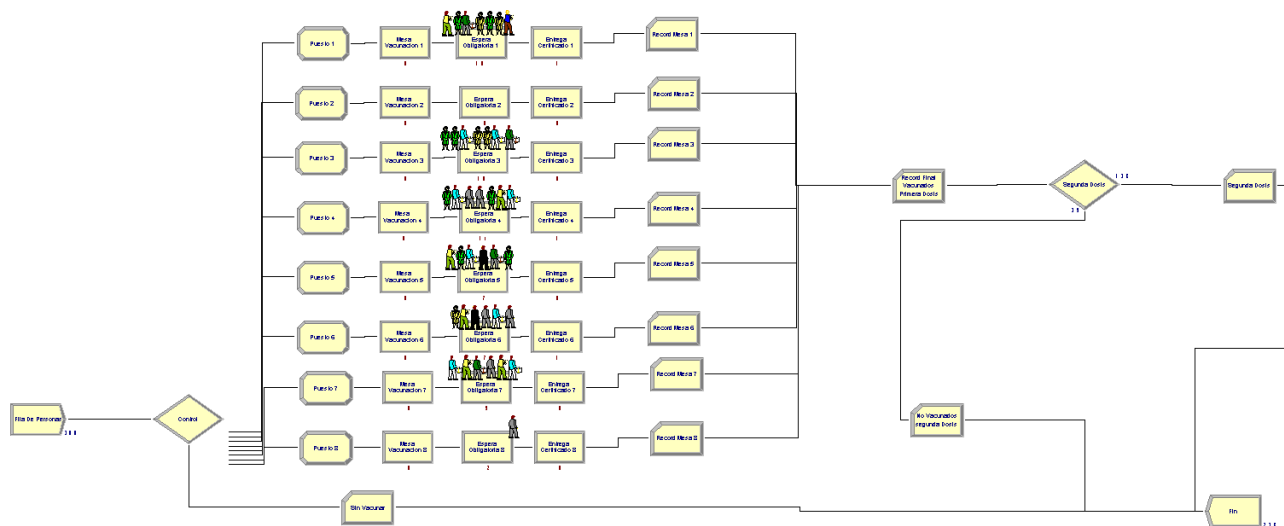 Puesto 1
Mesa
Vacunacion 1
Espera
Obligatoria 1
Entrega
Cerificado 1
Record Mesa 1
Puesto 2
Mesa
Vacunacion 2
Espera
Obligatoria 2
Entrega
Certificado 2
Record Mesa 2
Puesto 3
Mesa
Vacunacion 3
Espera
Obligatoria 3
Entrega
Certificado 3
Record Mesa 3
Puesto 4
Mesa
Vacunacion 4
Espera
Obligatoria 4
Entrega
Certificado 4
Record Mesa 4
Puesto 5
Mesa
Vacunacion 5
Espera
Obligatoria 5
Entrega
Certificado 5
Record Mesa 5
Puesto 6
Mesa
Vacunacion 6
Espera
Obligatoria 6
Entrega
Certificado 6
Record Mesa 6
Puesto 7
Mesa
Vacunacion 7
Espera
Obligatoria 7
Entrega
Certificado 7
Record Mesa 7
Puesto 8
Mesa
Vacunacion 8
Espera
Obligatoria 8
Entrega
Certificado 8
Record Mesa 8
Fila De Personas
Control
Sin Vacunar
Record Final
Vacunados
Primera Dosis
Segunda Dosis
Segunda Dosis
No Vacunados
segunda Dosis
Fin